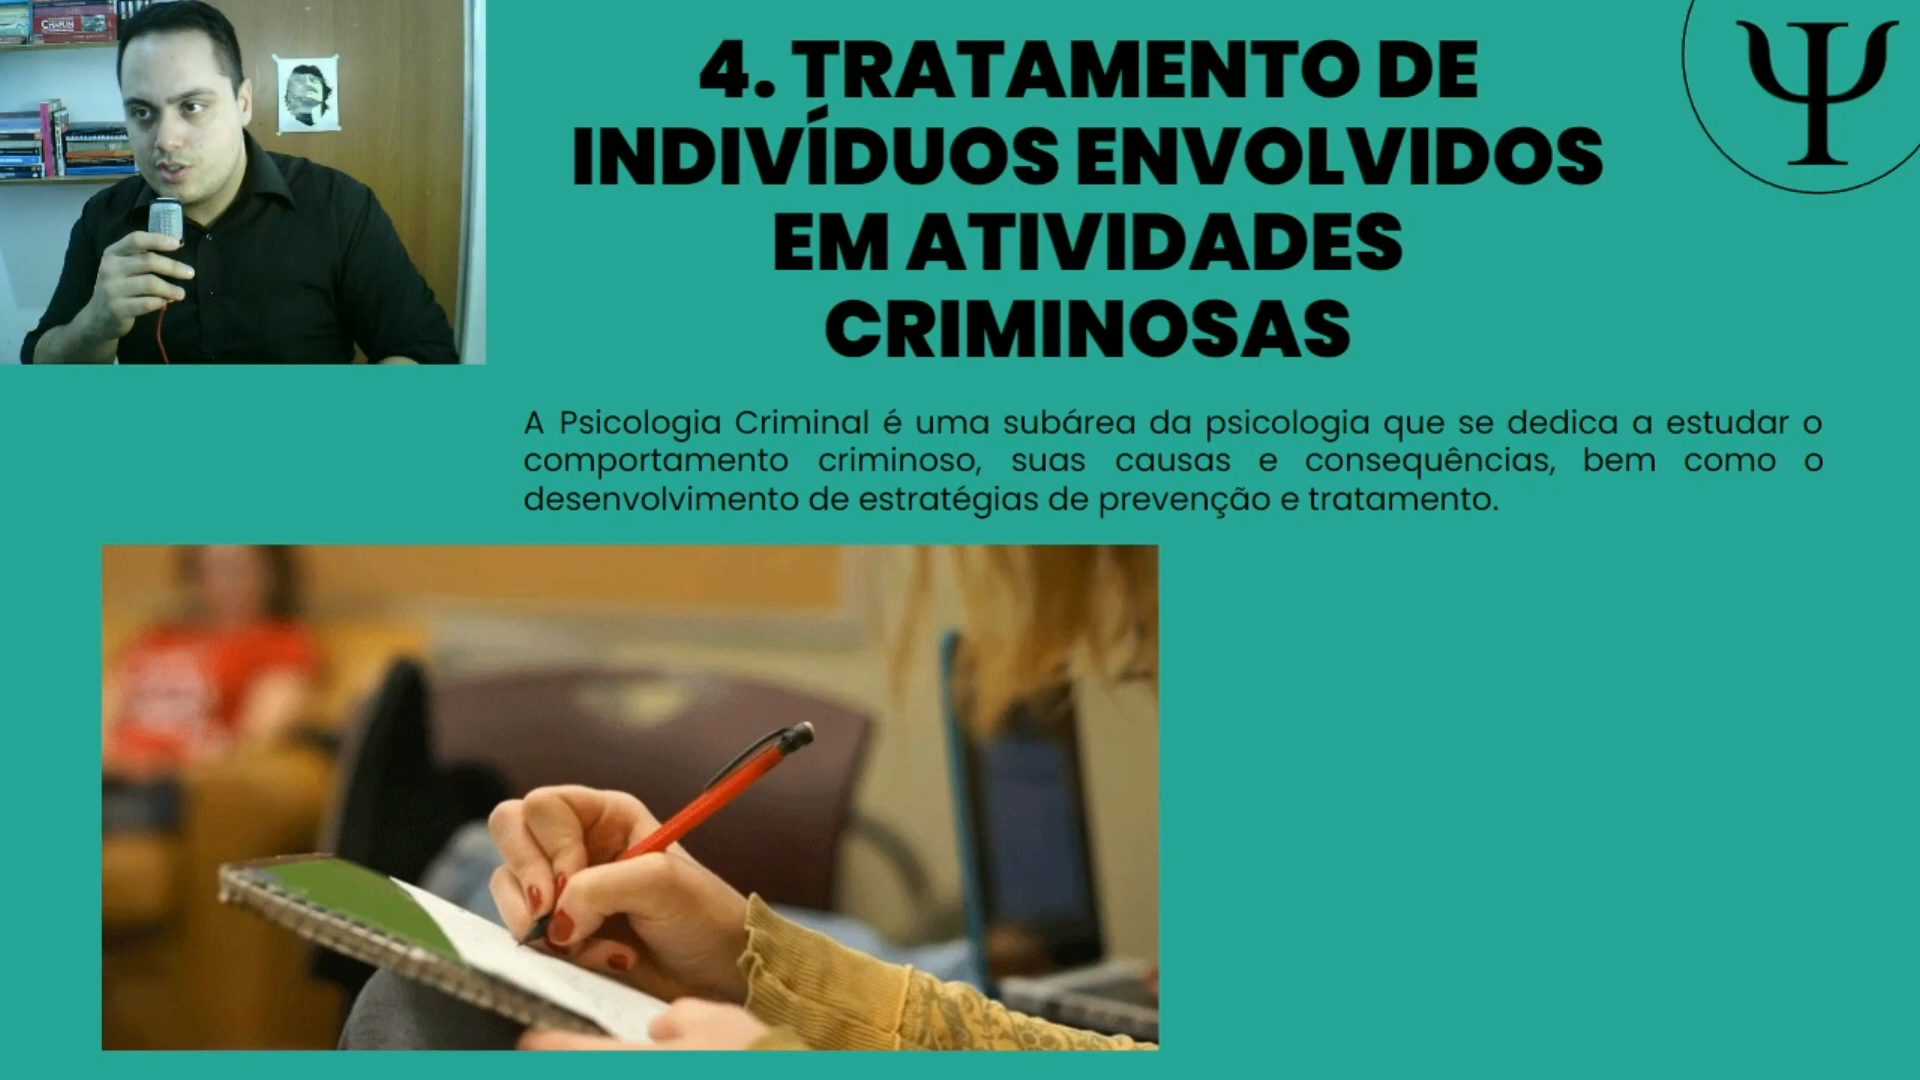 CHAPLIN
4. TRATAMENTO DE
INDIVÍDUOS ENVOLVIDOS
EM ATIVIDADES
CRIMINOSAS
Ψ
A Psicologia Criminal é uma subárea da psicologia que se dedica a estudar o
comportamento criminoso, suas causas e consequências, bem como o
desenvolvimento de estratégias de prevenção e tratamento.